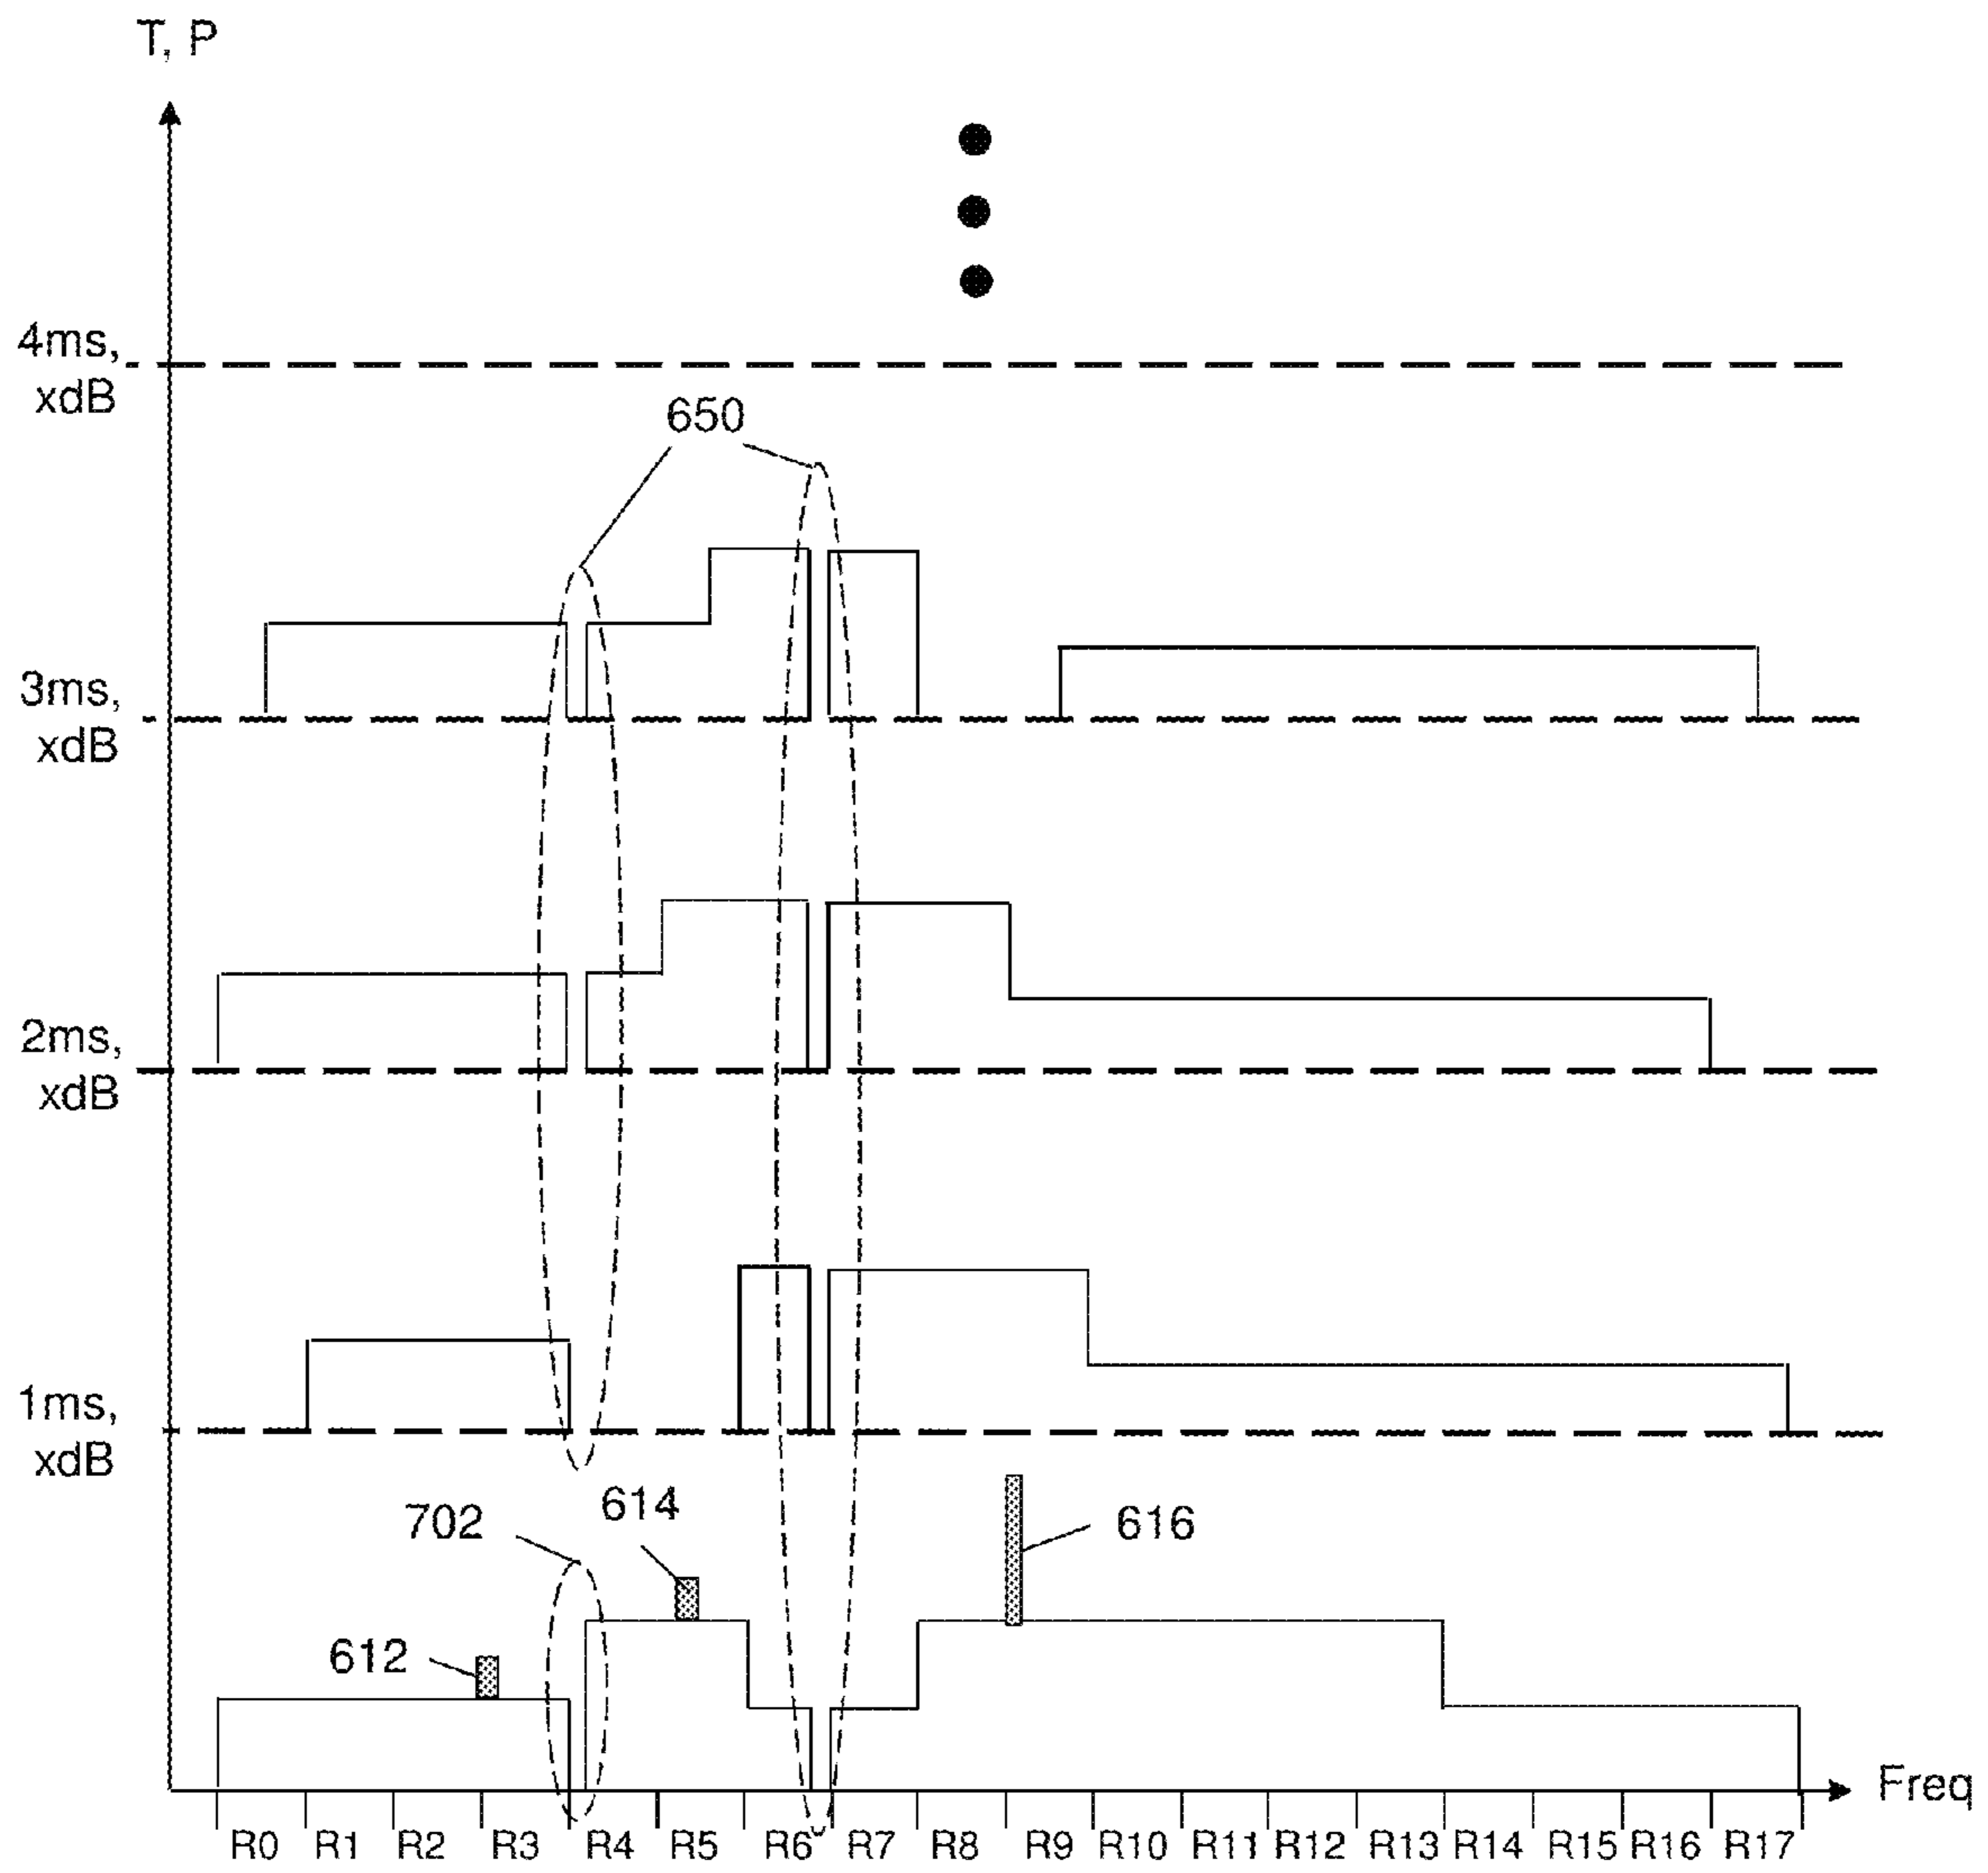 T, P
4ms,
xdB
650
3ms,
xdB
2ms,
xdB
1ms,
xdB
702
614
616
612
Freq
R0 R1 R2 R3 R4 R5 R6 R7 R8 R9 R10 R11 R12 R13 R14 R15 R16 R17